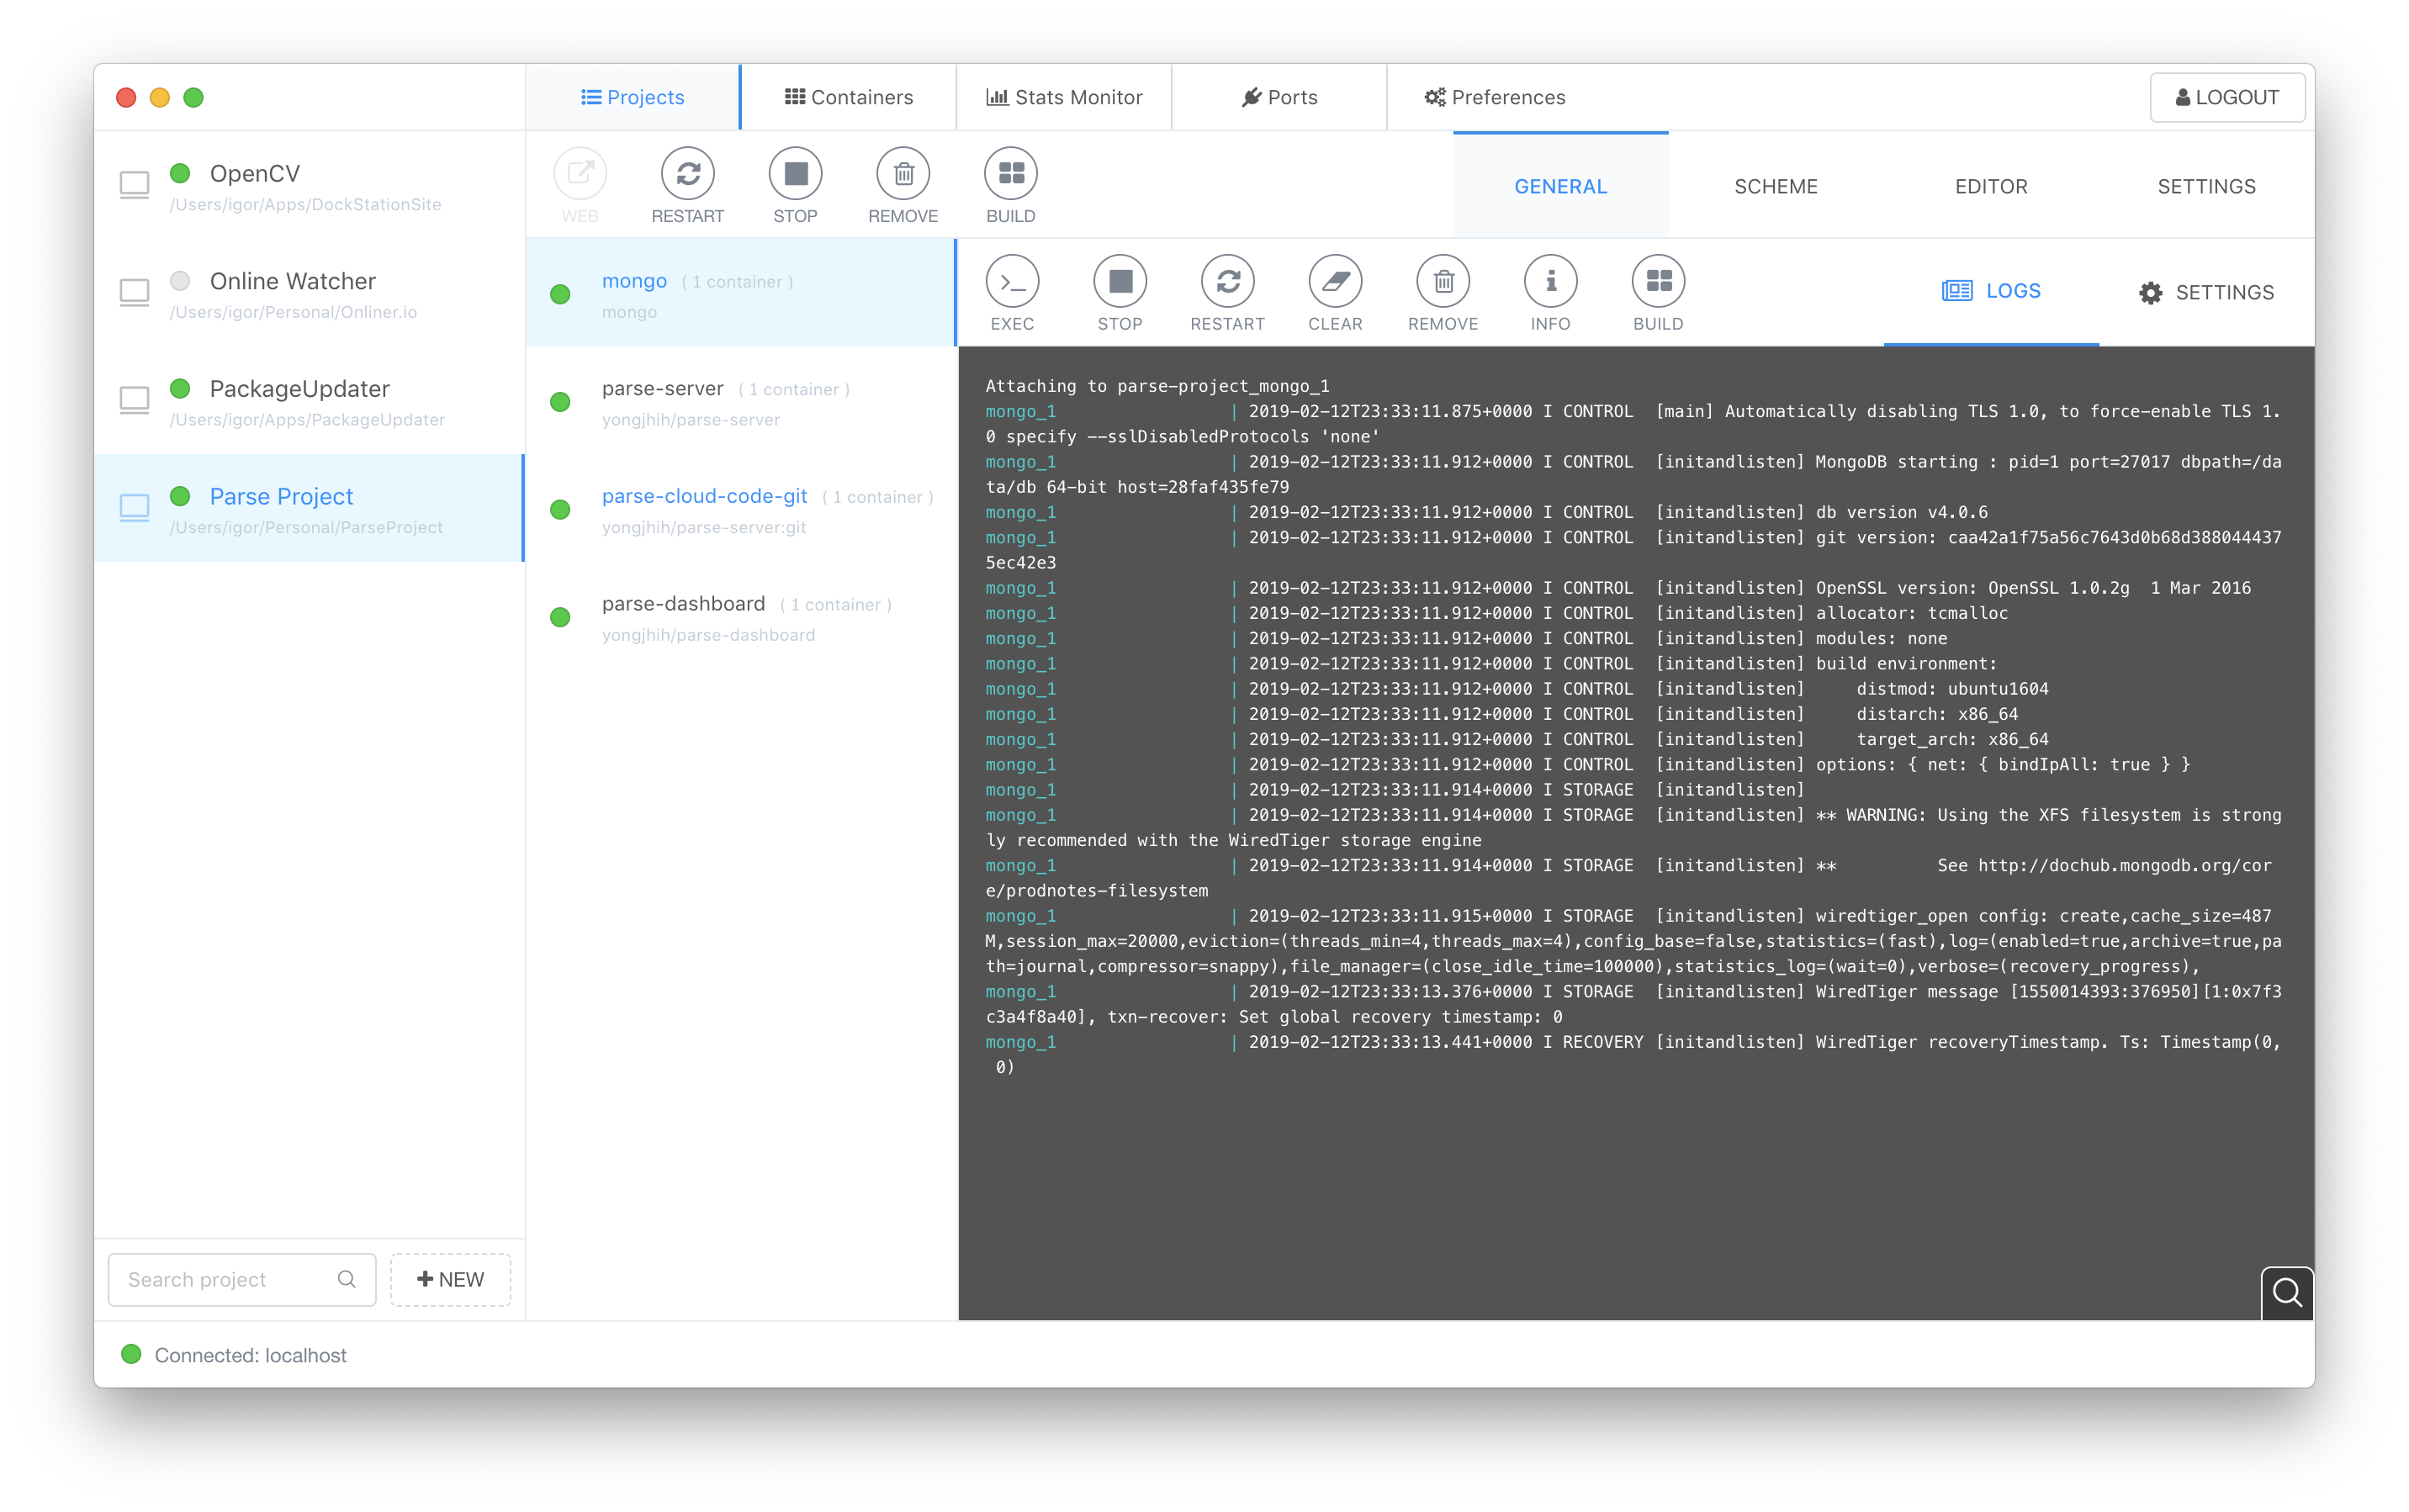 Projects
Containers
Stats Monitor
Ports
Preferences
LOGOUT
OpenCV
/Users/igor/Apps/DockStationSite
Online Watcher
/Users/igor/Personal/Onliner.io
PackageUpdater
/Users/igor/Apps/PackageUpdater
Parse Project
/Users/igor/Personal/ParseProject
Search project
NEW
WEB
RESTART
STOP
REMOVE
BUILD
GENERAL
SCHEME
EDITOR
SETTINGS
mongo ( 1 container )
mongo
parse-server ( 1 container )
yongjhih/parse-server
parse-cloud-code-git ( 1 container )
yongjhih/parse-server:git
parse-dashboard ( 1 container )
yongjhih/parse-dashboard
EXEC
STOP
RESTART
CLEAR
REMOVE
INFO
BUILD
LOGS
SETTINGS
Attaching to parse-project_mongo_1
mongo_1 | 2019-02-12T23:33:11.875+0000 I CONTROL [main] Automatically disabling TLS 1.0, to force-enable TLS 1.
0 specify --sslDisabledProtocols 'none'
mongo_1 | 2019-02-12T23:33:11.912+0000 I CONTROL [initandlisten] MongoDB starting : pid=1 port=27017 dbpath=/da
ta/db 64-bit host=28faf435fe79
mongo_1 | 2019-02-12T23:33:11.912+0000 I CONTROL [initandlisten] db version v4.0.6
mongo_1 | 2019-02-12T23:33:11.912+0000 I CONTROL [initandlisten] git version: caa42a1f75a56c7643d0b68d388044437
5ec42e3
mongo_1 | 2019-02-12T23:33:11.912+0000 I CONTROL [initandlisten] OpenSSL version: OpenSSL 1.0.2g  1 Mar 2016
mongo_1 | 2019-02-12T23:33:11.912+0000 I CONTROL [initandlisten] allocator: tcmalloc
mongo_1 | 2019-02-12T23:33:11.912+0000 I CONTROL [initandlisten] modules: none
mongo_1 | 2019-02-12T23:33:11.912+0000 I CONTROL [initandlisten] build environment:
mongo_1 | 2019-02-12T23:33:11.912+0000 I CONTROL [initandlisten]     distmod: ubuntu1604
mongo_1 | 2019-02-12T23:33:11.912+0000 I CONTROL [initandlisten]     distarch: x86_64
mongo_1 | 2019-02-12T23:33:11.912+0000 I CONTROL [initandlisten]     target_arch: x86_64
mongo_1 | 2019-02-12T23:33:11.912+0000 I CONTROL [initandlisten] options: { net: { bindIpAll: true } }
mongo_1 | 2019-02-12T23:33:11.914+0000 I STORAGE [initandlisten]
mongo_1 | 2019-02-12T23:33:11.914+0000 I STORAGE [initandlisten] ** WARNING: Using the XFS filesystem is strong
ly recommended with the WiredTiger storage engine
mongo_1 | 2019-02-12T23:33:11.914+0000 I STORAGE [initandlisten] **          See http://dochub.mongodb.org/cor
e/prodnotes-filesystem
mongo_1 | 2019-02-12T23:33:11.915+0000 I STORAGE [initandlisten] wiredtiger_open config: create,cache_size=487
M,session_max=20000,eviction=(threads_min=4,threads_max=4),config_base=false,statistics=(fast),log=(enabled=true,archive=true,pa
th=journal,compressor=snappy),file_manager=(close_idle_time=100000),statistics_log=(wait=0),verbose=(recovery_progress),
mongo_1 | 2019-02-12T23:33:13.376+0000 I STORAGE [initandlisten] WiredTiger message [1550014393:376950][1:0x7f3
c3a4f8a40], txn-recover: Set global recovery timestamp: 0
mongo_1 | 2019-02-12T23:33:13.441+0000 I RECOVERY [initandlisten] WiredTiger recoveryTimestamp. Ts: Timestamp(0,
0)
Connected: localhost